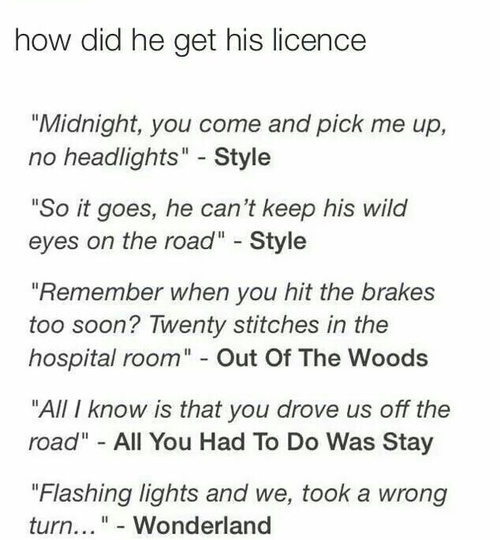 how did he get his licence
"Midnight, you come and pick me up,
no headlights" - Style
"So it goes, he can't keep his wild
eyes on the road" - Style
"Remember when you hit the brakes
too soon? Twenty stitches in the
hospital room" - Out Of The Woods
"All I know is that you drove us off the
road" - All You Had To Do Was Stay
"Flashing lights and we, took a wrong
turn..." - Wonderland